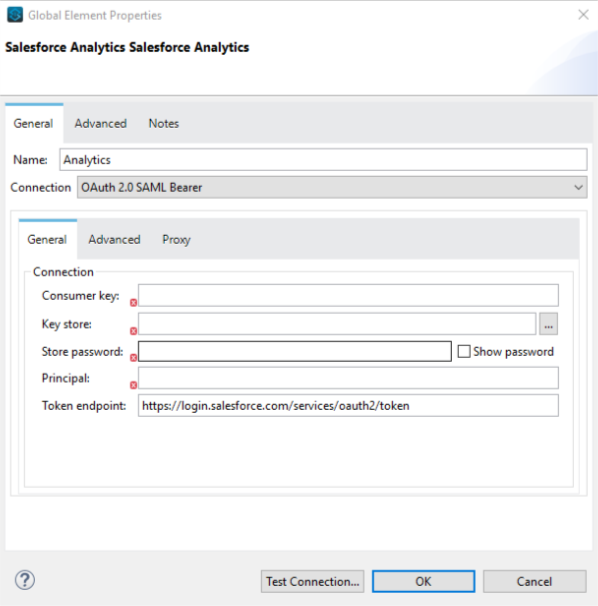 Global Element Properties
Salesforce Analytics Salesforce Analytics
General Advanced Notes
Name: Analytics
Connection OAuth 2.0 SAML Bearer
General Advanced Proxy
Connection
Consumer key:
Key store: ...
Store password: Show password
Principal:
Token endpoint: https://login.salesforce.com/services/oauth2/token
? Test Connection... OK Cancel